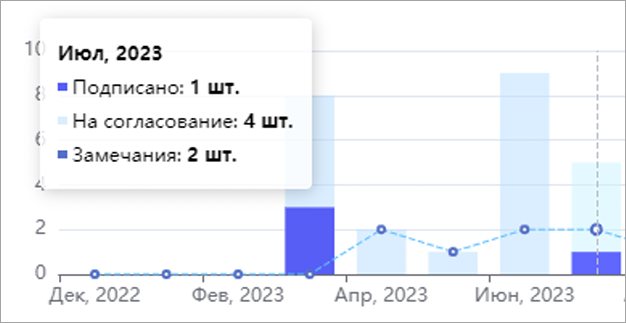 Июл, 2023
Подписано: 1 шт.
На согласование: 4 шт.
Замечания: 2 шт.
10
8
6
4
2
0
Дек, 2022 Фев, 2023 Апр, 2023 Июн, 2023